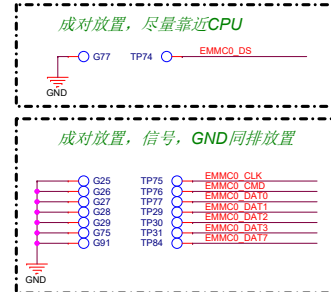 成对放置,尽量靠近CPU
G77 TP74 EMMC0_DS
GND
成对放置,信号,GND同排放置
G25 TP75 EMMC0_CLK
G26 TP76 EMMC0_CMD
G27 TP77 EMMC0_DAT0
G28 TP29 EMMC0_DAT1
G29 TP30 EMMC0_DAT2
G75 TP31 EMMC0_DAT3
G91 TP84 EMMC0_DAT7
GND